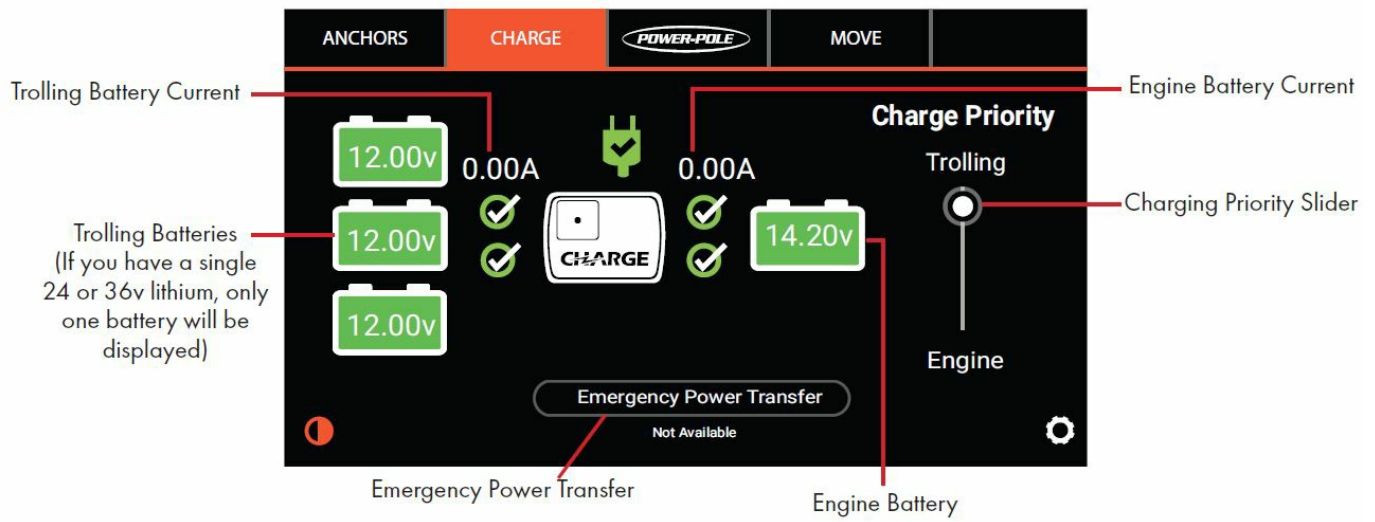 ANCHORS
CHARGE
POWER-POLE
MOVE
Trolling Battery Current
Engine Battery Current
Charge Priority
12.00v
0.00A
0.00A
Trolling
Charging Priority Slider
Trolling Batteries
(If you have a single
24 or 36v lithium, only
one battery will be
displayed)
12.00v
CHARGE
14.20v
12.00v
Engine
Emergency Power Transfer
Not Available
Emergency Power Transfer
Engine Battery